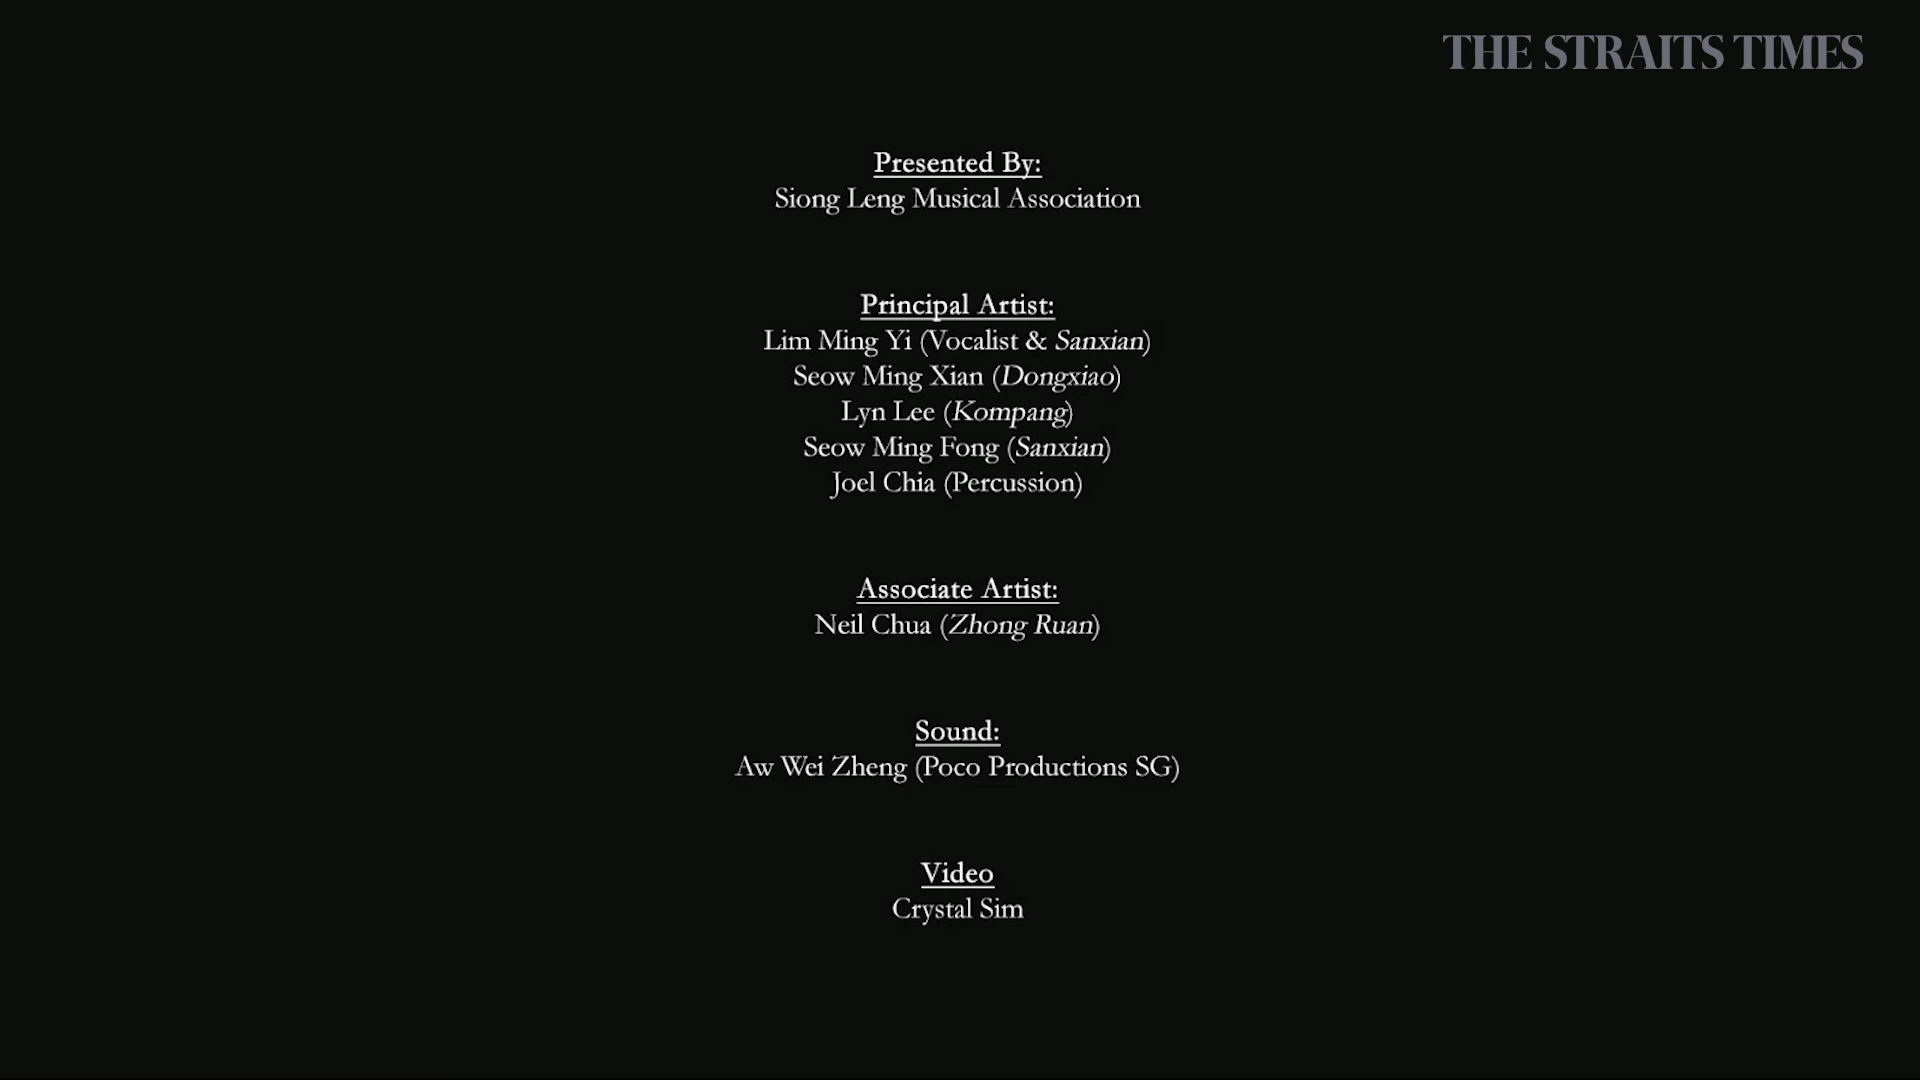 THE STRAITS TIMES
Presented By:
Siong Leng Musical Association
Principal Artist:
Lim Ming Yi (Vocalist & Sanxian)
Seow Ming Xian (Dongxiao)
Lyn Lee (Kompang)
Seow Ming Fong (Sanxian)
Joel Chia (Percussion)
Associate Artist:
Neil Chua (Zhong Ruan)
Sound:
Aw Wei Zheng (Poco Productions SG)
Video
Crystal Sim